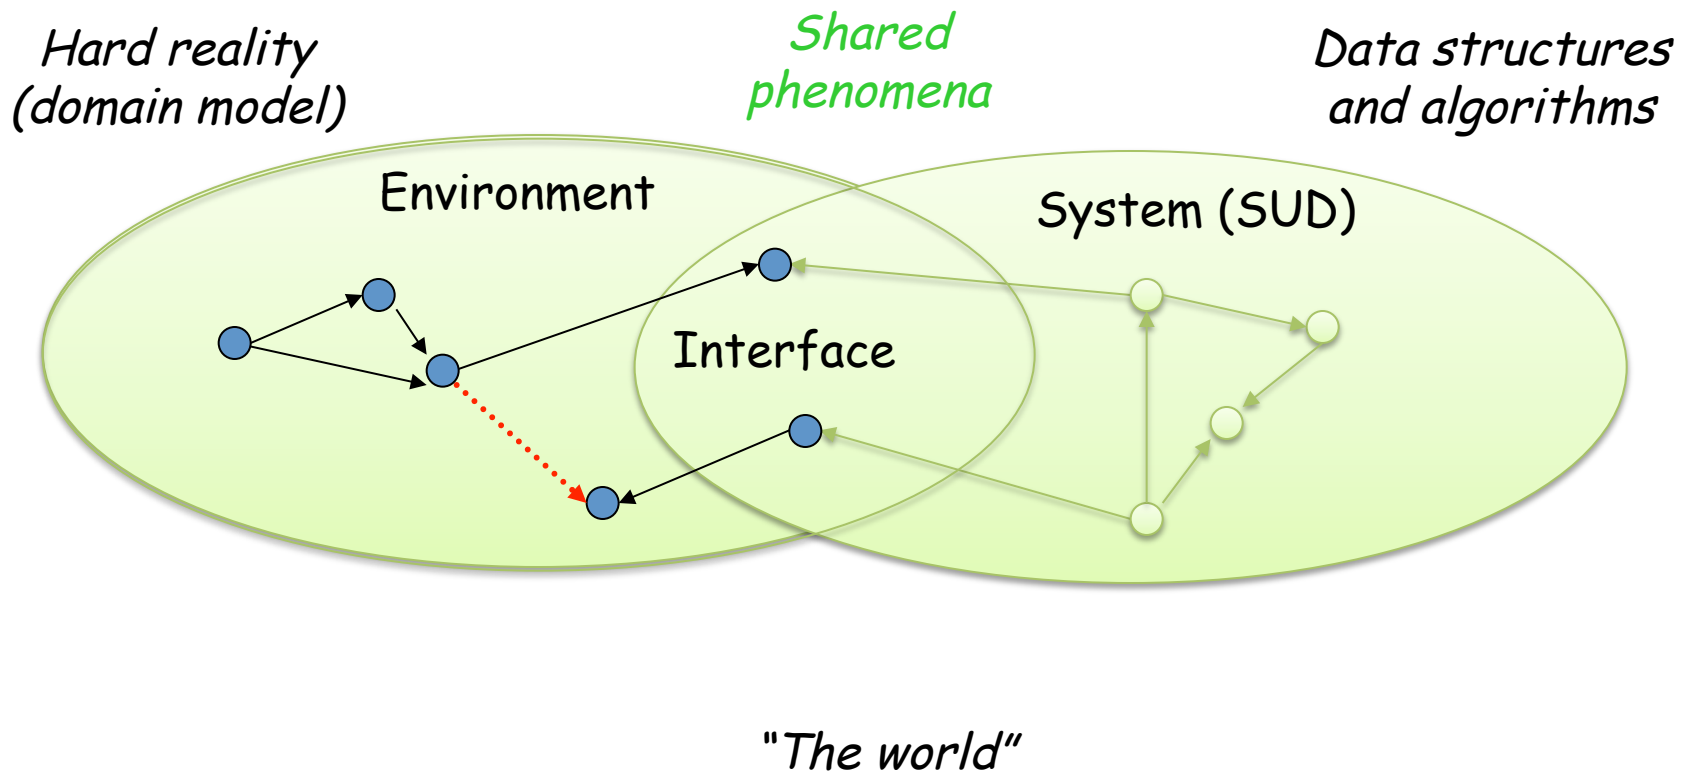 Hard reality
(domain model)
Shared
phenomena
Data structures
and algorithms
Environment
System (SUD)
Interface
"The world”